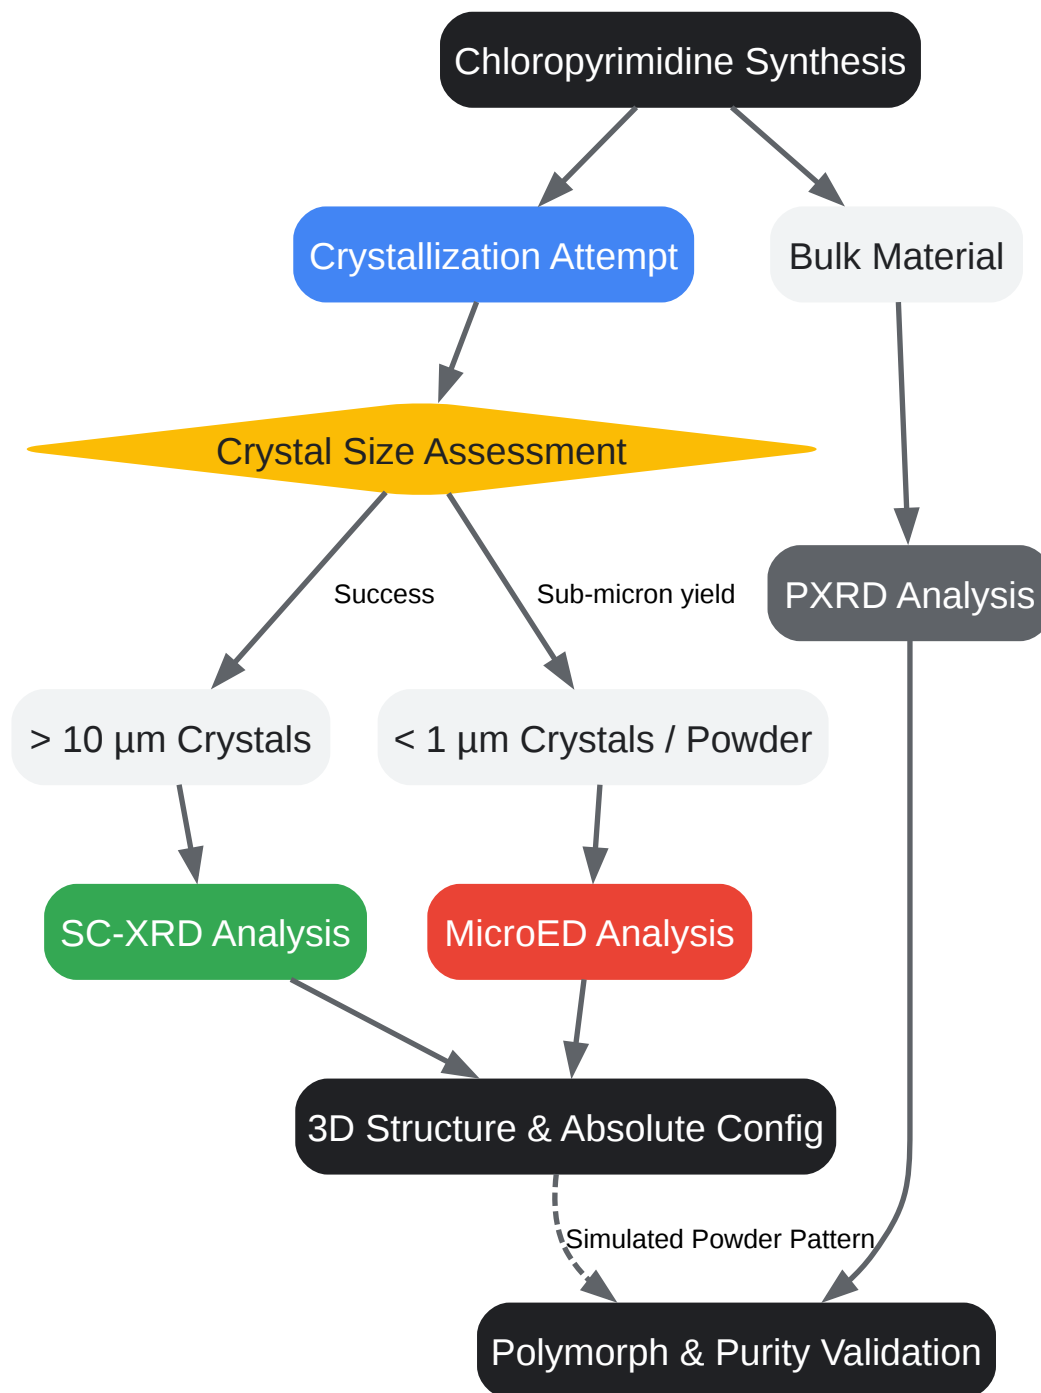 Chloropyrimidine Synthesis
Crystallization Attempt
Bulk Material
Crystal Size Assessment
Success
Sub-micron yield
PXRD Analysis
> 10 µm Crystals
< 1 µm Crystals / Powder
SC-XRD Analysis
MicroED Analysis
3D Structure & Absolute Config
Simulated Powder Pattern
Polymorph & Purity Validation